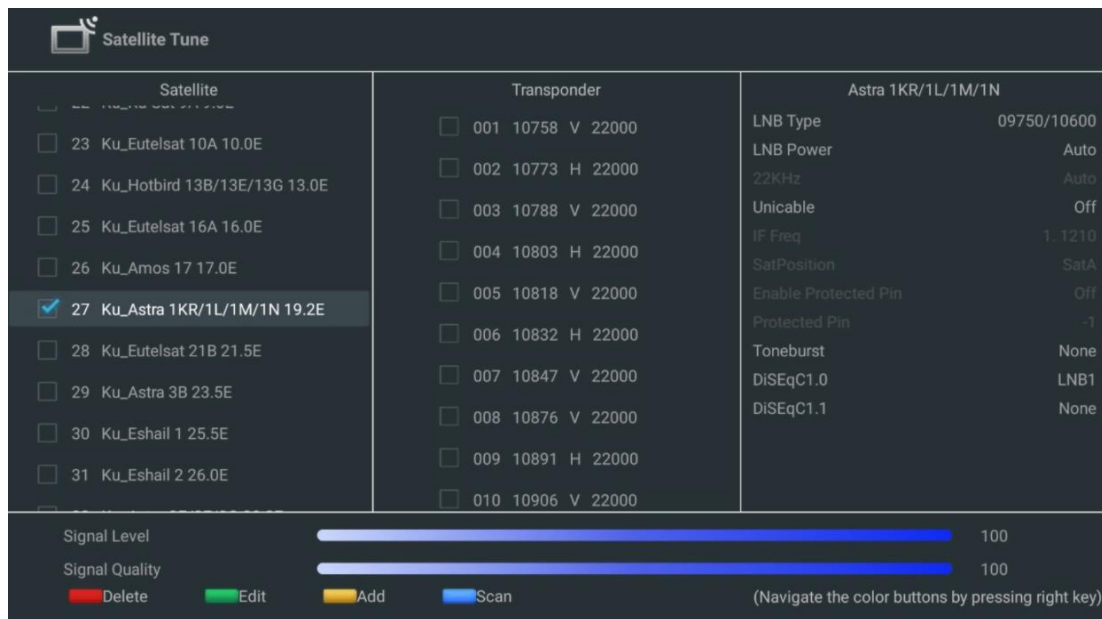 Satellite Tune
Satellite
23 Ku_Eutelsat 10A 10.0E
24 Ku_Hotbird 13B/13E/13G 13.0E
25 Ku_Eutelsat 16A 16.0E
26 Ku_Amos 17 17.0E
27 Ku_Astra 1KR/1L/1M/1N 19.2E
28 Ku_Eutelsat 21B 21.5E
29 Ku_Astra 3B 23.5E
30 Ku_Eshail 1 25.5E
31 Ku_Eshail 2 26.0E
Transponder
001 10758 V 22000
002 10773 H 22000
003 10788 V 22000
004 10803 H 22000
005 10818 V 22000
006 10832 H 22000
007 10847 V 22000
008 10876 V 22000
009 10891 H 22000
010 10906 V 22000
Astra 1KR/1L/1M/1N
LNB Type 09750/10600
LNB Power Auto
22KHz Auto
Unicable Off
IF Freq 1. 1210
SatPosition SatA
Enable Protected Pin Off
Protected Pin -1
Toneburst None
DiSEqC1.0 LNB1
DiSEqC1.1 None
Signal Level 100
Signal Quality 100
Delete Edit Add Scan (Navigate the color buttons by pressing right key)